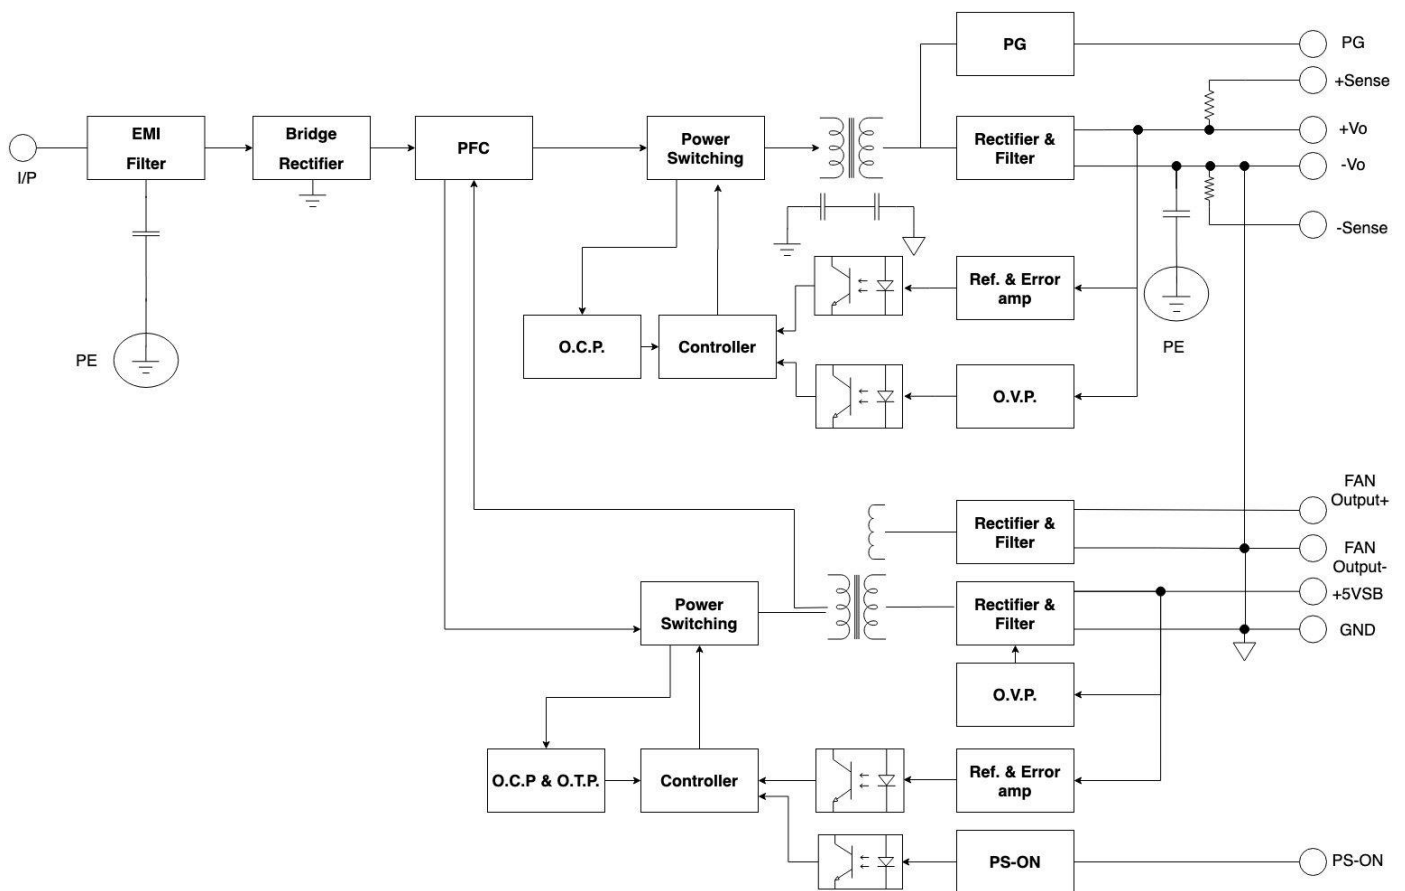 PG
PG
+Sense
EMI
Filter
Bridge
Rectifier
PFC
Power
Switching
Rectifier &
Filter
+Vo
-Vo
I/P
-Sense
Ref. & Error
amp
PE
O.C.P.
Controller
PE
O.V.P.
FAN
Output+
Rectifier &
Filter
FAN
Output-
Power
Switching
Rectifier &
Filter
+5VSB
GND
O.V.P.
O.C.P & O.T.P.
Controller
Ref. & Error
amp
PS-ON
PS-ON